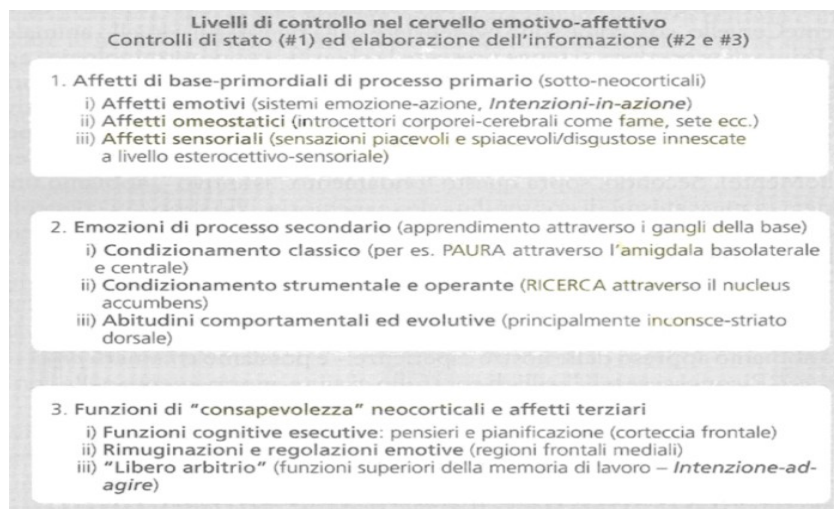 Livelli di controllo nel cervello emotivo-affettivo
Controlli di stato (#1) ed elaborazione dell'informazione (#2 e #3)
1. Affetti di base-primordiali di processo primario (sotto-neocorticali)
i) Affetti emotivi (sistemi emozione-azione, Intenzioni-in-azione)
ii) Affetti omeostatici (introcettori corporei-cerebrali come fame, sete ecc.)
iii) Affetti sensoriali (sensazioni piacevoli e spiacevoli/disgustose innescate
a livello esterocettivo-sensoriale)
2. Emozioni di processo secondario (apprendimento attraverso i gangli della base)
i) Condizionamento classico (per es. PAURA attraverso l'amigdala basolaterale
e centrale)
ii) Condizionamento strumentale e operante (RICERCA attraverso il nucleus
accumbens)
iii) Abitudini comportamentali ed evolutive (principalmente inconsce-striato
dorsale)
3. Funzioni di "consapevolezza" neocorticali e affetti terziari
i) Funzioni cognitive esecutive: pensieri e pianificazione (corteccia frontale)
ii) Rimuginazioni e regolazioni emotive (regioni frontali mediali)
iii) "Libero arbitrio" (funzioni superiori della memoria di lavoro – Intenzione-ad-
agire)